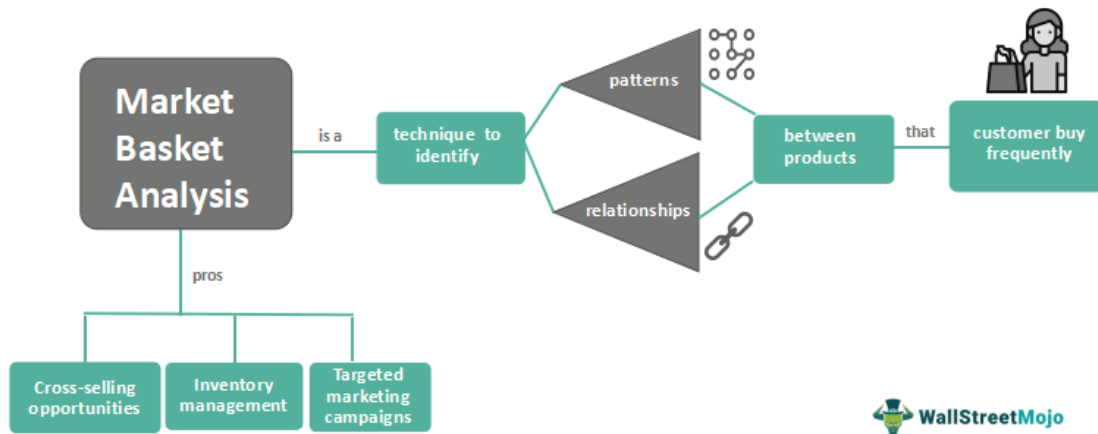 Market
Basket
Analysis
is a
technique to
identify
patterns
relationships
between
products
that
customer buy
frequently
pros
Cross-selling
opportunities
Inventory
management
Targeted
marketing
campaigns
WallStreetMojo